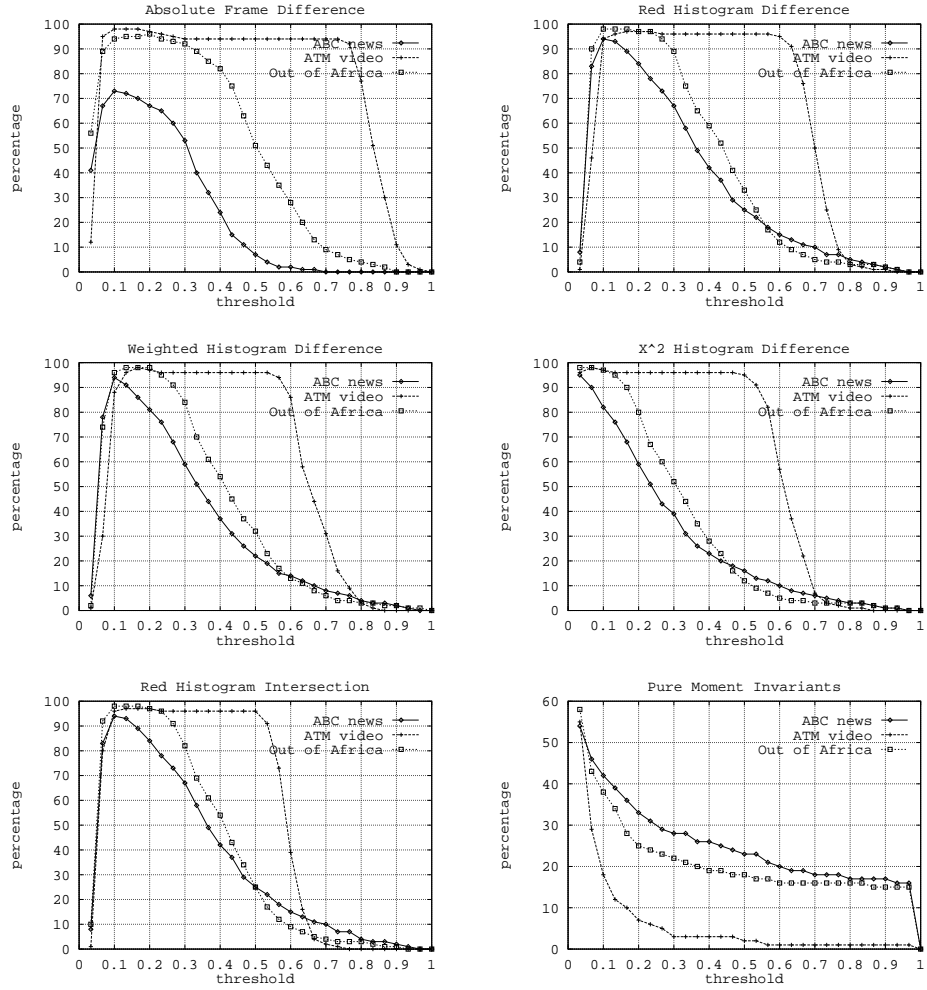 Absolute Frame Difference
100
90
80
70
60
50
40
30
20
10
0
percentage
ABC news
ATM video
Out of Africa
0 0.1 0.2 0.3 0.4 0.5 0.6 0.7 0.8 0.9 1
threshold
Red Histogram Difference
100
90
80
70
60
50
40
30
20
10
0
percentage
ABC news
ATM video
Out of Africa
0 0.1 0.2 0.3 0.4 0.5 0.6 0.7 0.8 0.9 1
threshold
Weighted Histogram Difference
100
90
80
70
60
50
40
30
20
10
0
percentage
ABC news
ATM video
Out of Africa
0 0.1 0.2 0.3 0.4 0.5 0.6 0.7 0.8 0.9 1
threshold
X^2 Histogram Difference
100
90
80
70
60
50
40
30
20
10
0
percentage
ABC news
ATM video
Out of Africa
0 0.1 0.2 0.3 0.4 0.5 0.6 0.7 0.8 0.9 1
threshold
Red Histogram Intersection
100
90
80
70
60
50
40
30
20
10
0
percentage
ABC news
ATM video
Out of Africa
0 0.1 0.2 0.3 0.4 0.5 0.6 0.7 0.8 0.9 1
threshold
Pure Moment Invariants
60
50
40
30
20
10
0
percentage
ABC news
ATM video
Out of Africa
0 0.1 0.2 0.3 0.4 0.5 0.6 0.7 0.8 0.9 1
threshold